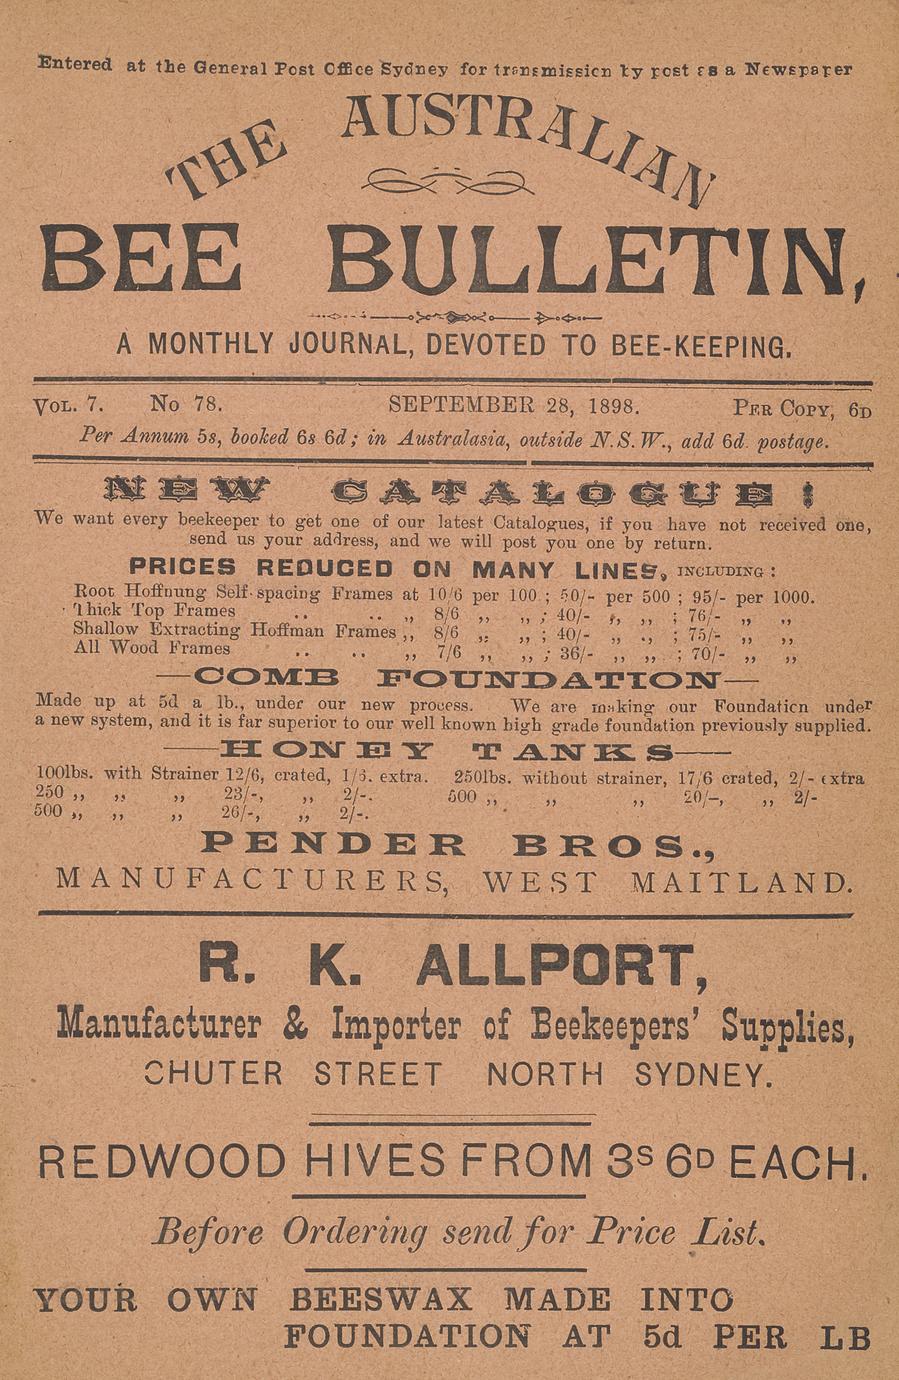 Entered at the General Post Office Sydney for transmission by post as a Newspaper
THE AUSTRALIAN
BEE BULLETIN,
A MONTHLY JOURNAL, DEVOTED TO BEE-KEEPING.
VOL. 7. No 78. SEPTEMBER 28, 1898. PER COPY, 6D
Per Annum 5s, booked 6s 6d; in Australasia, outside N.S.W., add 6d. postage.
NEW CATALOGUE!
We want every beekeeper to get one of our latest Catalogues, if you have not received one,
send us your address, and we will post you one by return.
PRICES REDUCED ON MANY LINES, INCLUDING:
Root Hoffnung Self-spacing Frames at 10/6 per 100; 50/- per 500; 95/- per 1000.
Thick Top Frames .. .. ,, 8/6 ,, ,, ; 40/- ,, ,, ; 76/- ,, ,,
Shallow Extracting Hoffman Frames ,, 8/6 ,, ,, ; 40/- ,, ,, ; 75/- ,, ,,
All Wood Frames .. .. ,, 7/6 ,, ,, ; 36/- ,, ,, ; 70/- ,, ,,
—COMB FOUNDATION—
Made up at 5d a lb., under our new process. We are making our Foundation under
a new system, and it is far superior to our well known high grade foundation previously supplied.
—HONEY TANKS—
100lbs. with Strainer 12/6, crated, 1/6. extra. 250lbs. without strainer, 17/6 crated, 2/- extra
250 ,, ,, ,, 23/-, ,, 2/-. 500 ,, ,, ,, 20/–, ,, 2/-
500 ,, ,, ,, 26/-, ,, 2/-.
PENDER BROS.,
MANUFACTURERS, WEST MAITLAND.
R. K. ALLPORT,
Manufacturer & Importer of Beekeepers' Supplies,
CHUTER STREET NORTH SYDNEY.
REDWOOD HIVES FROM 3S 6D EACH.
Before Ordering send for Price List.
YOUR OWN BEESWAX MADE INTO
FOUNDATION AT 5d PER LB